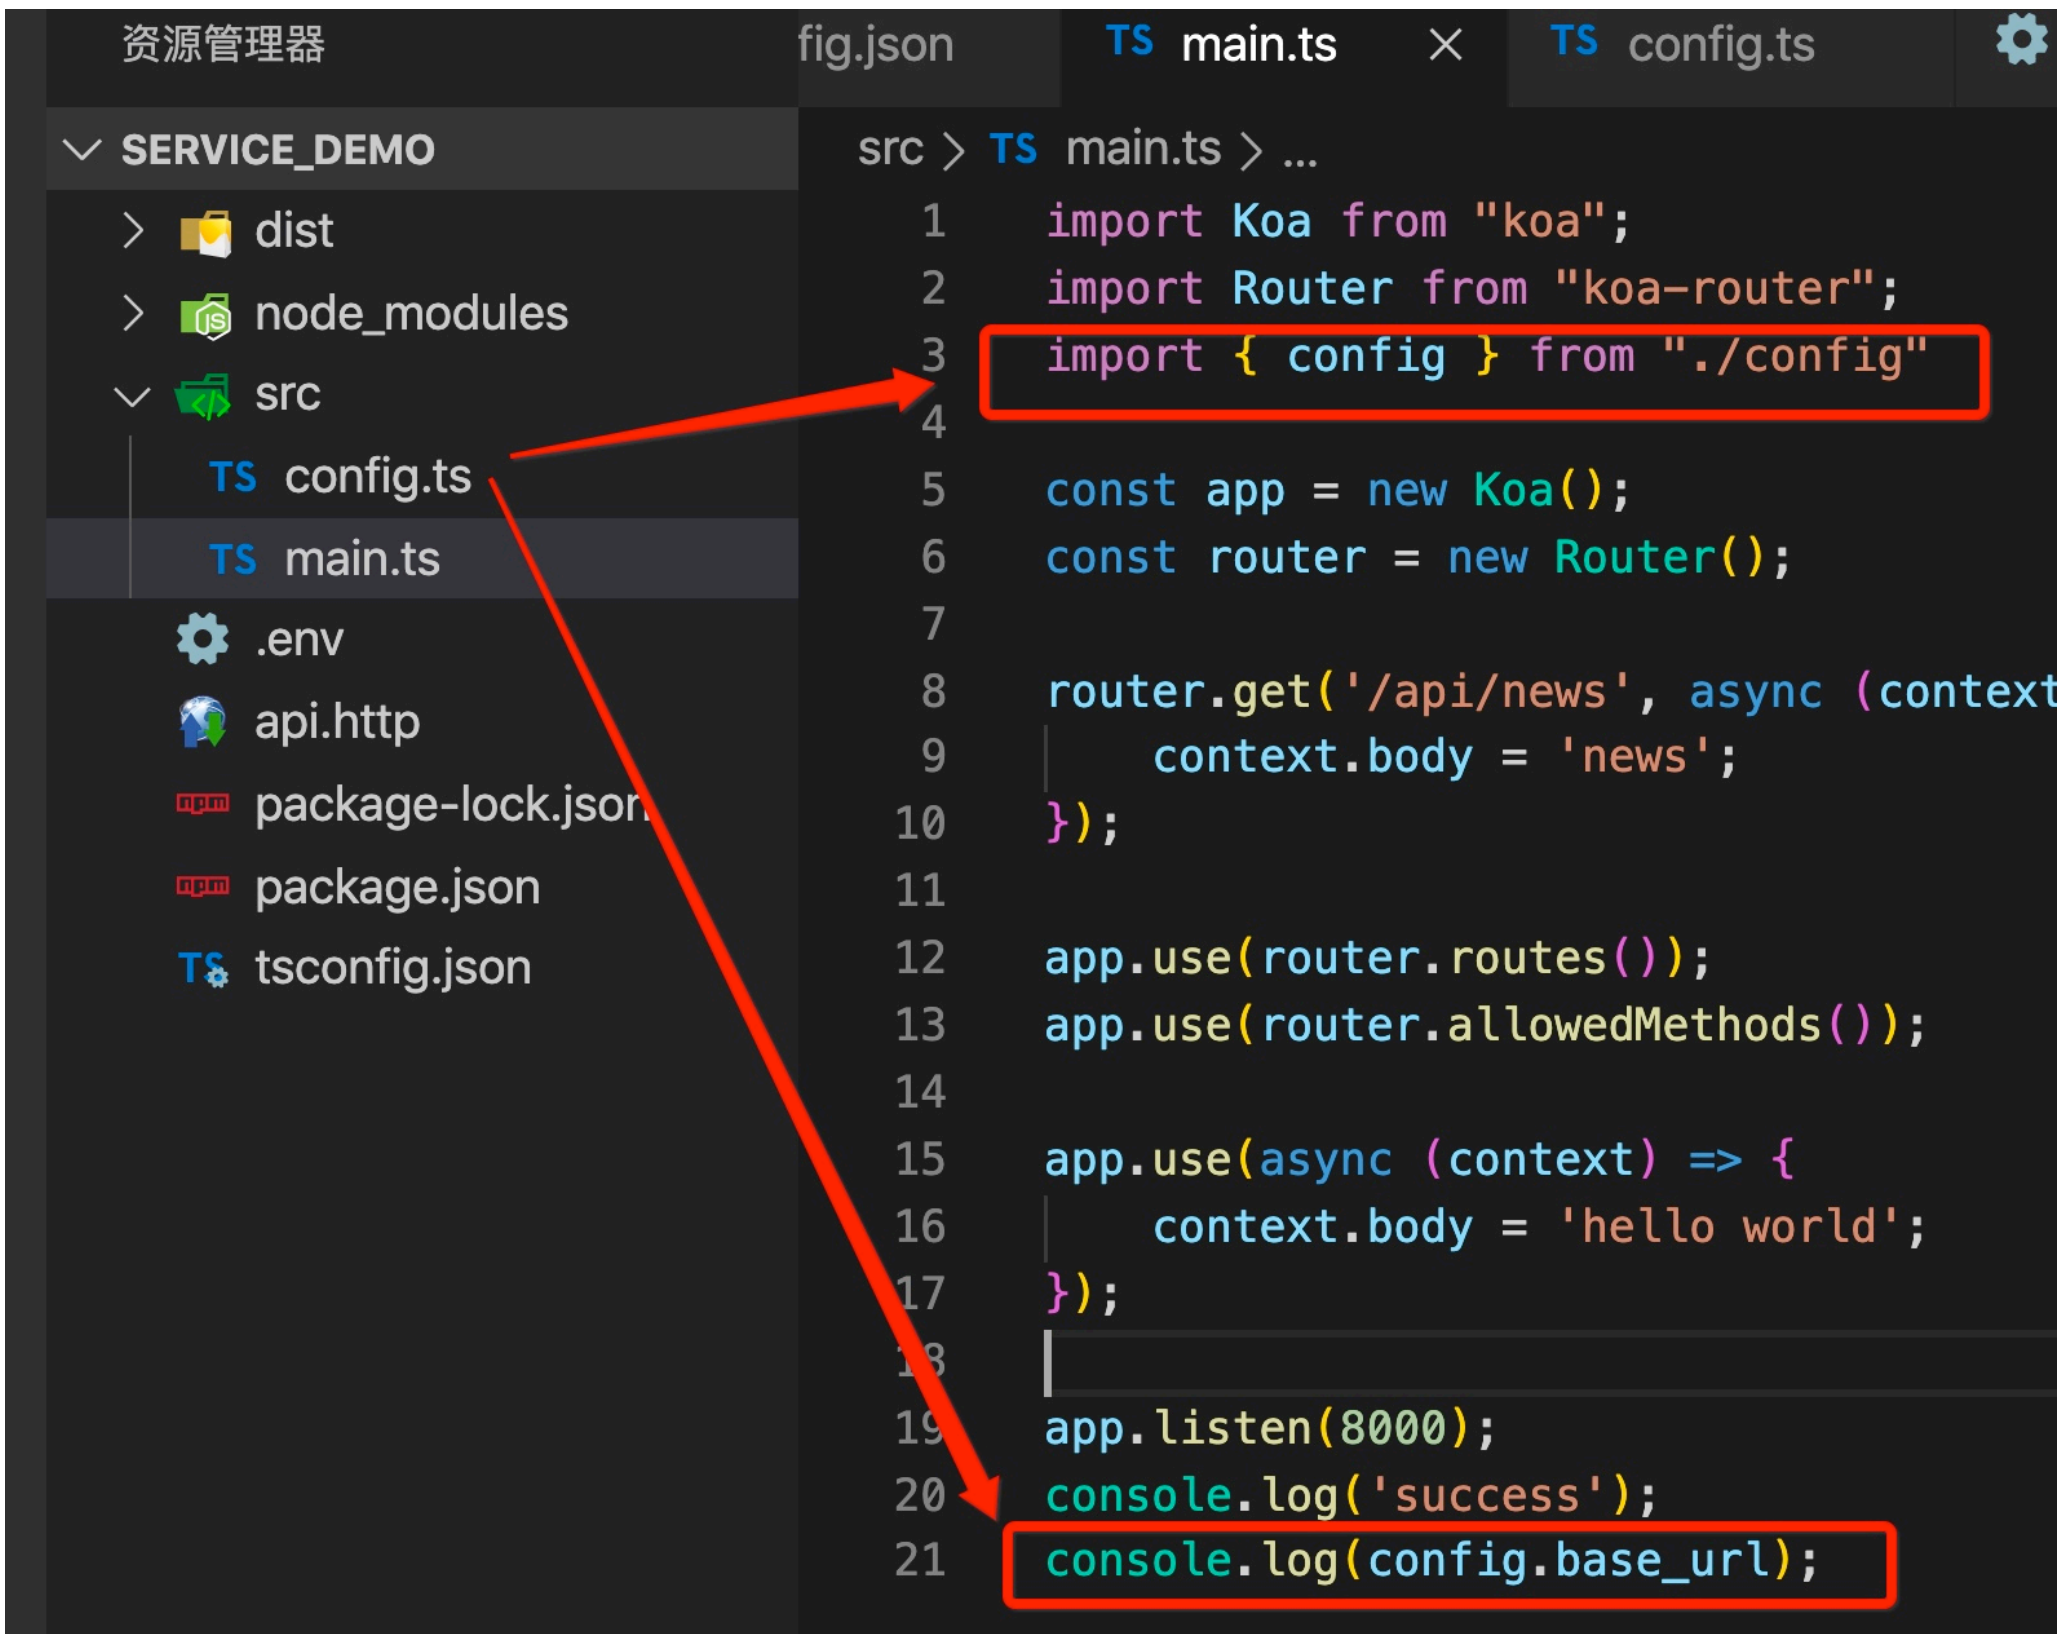 资源管理器
fig.json
TS main.ts
TS config.ts
SERVICE_DEMO
dist
node_modules
src
TS config.ts
TS main.ts
.env
api.http
npm package-lock.json
npm package.json
TS tsconfig.json
src > TS main.ts > ...
1 import Koa from "koa";
2 import Router from "koa-router";
3 import { config } from "./config"
4
5 const app = new Koa();
6 const router = new Router();
7
8 router.get('/api/news', async (context
9 context.body = 'news';
10 });
11
12 app.use(router.routes());
13 app.use(router.allowedMethods());
14
15 app.use(async (context) => {
16 context.body = 'hello world';
17 });
18
19 app.listen(8000);
20 console.log('success');
21 console.log(config.base_url);